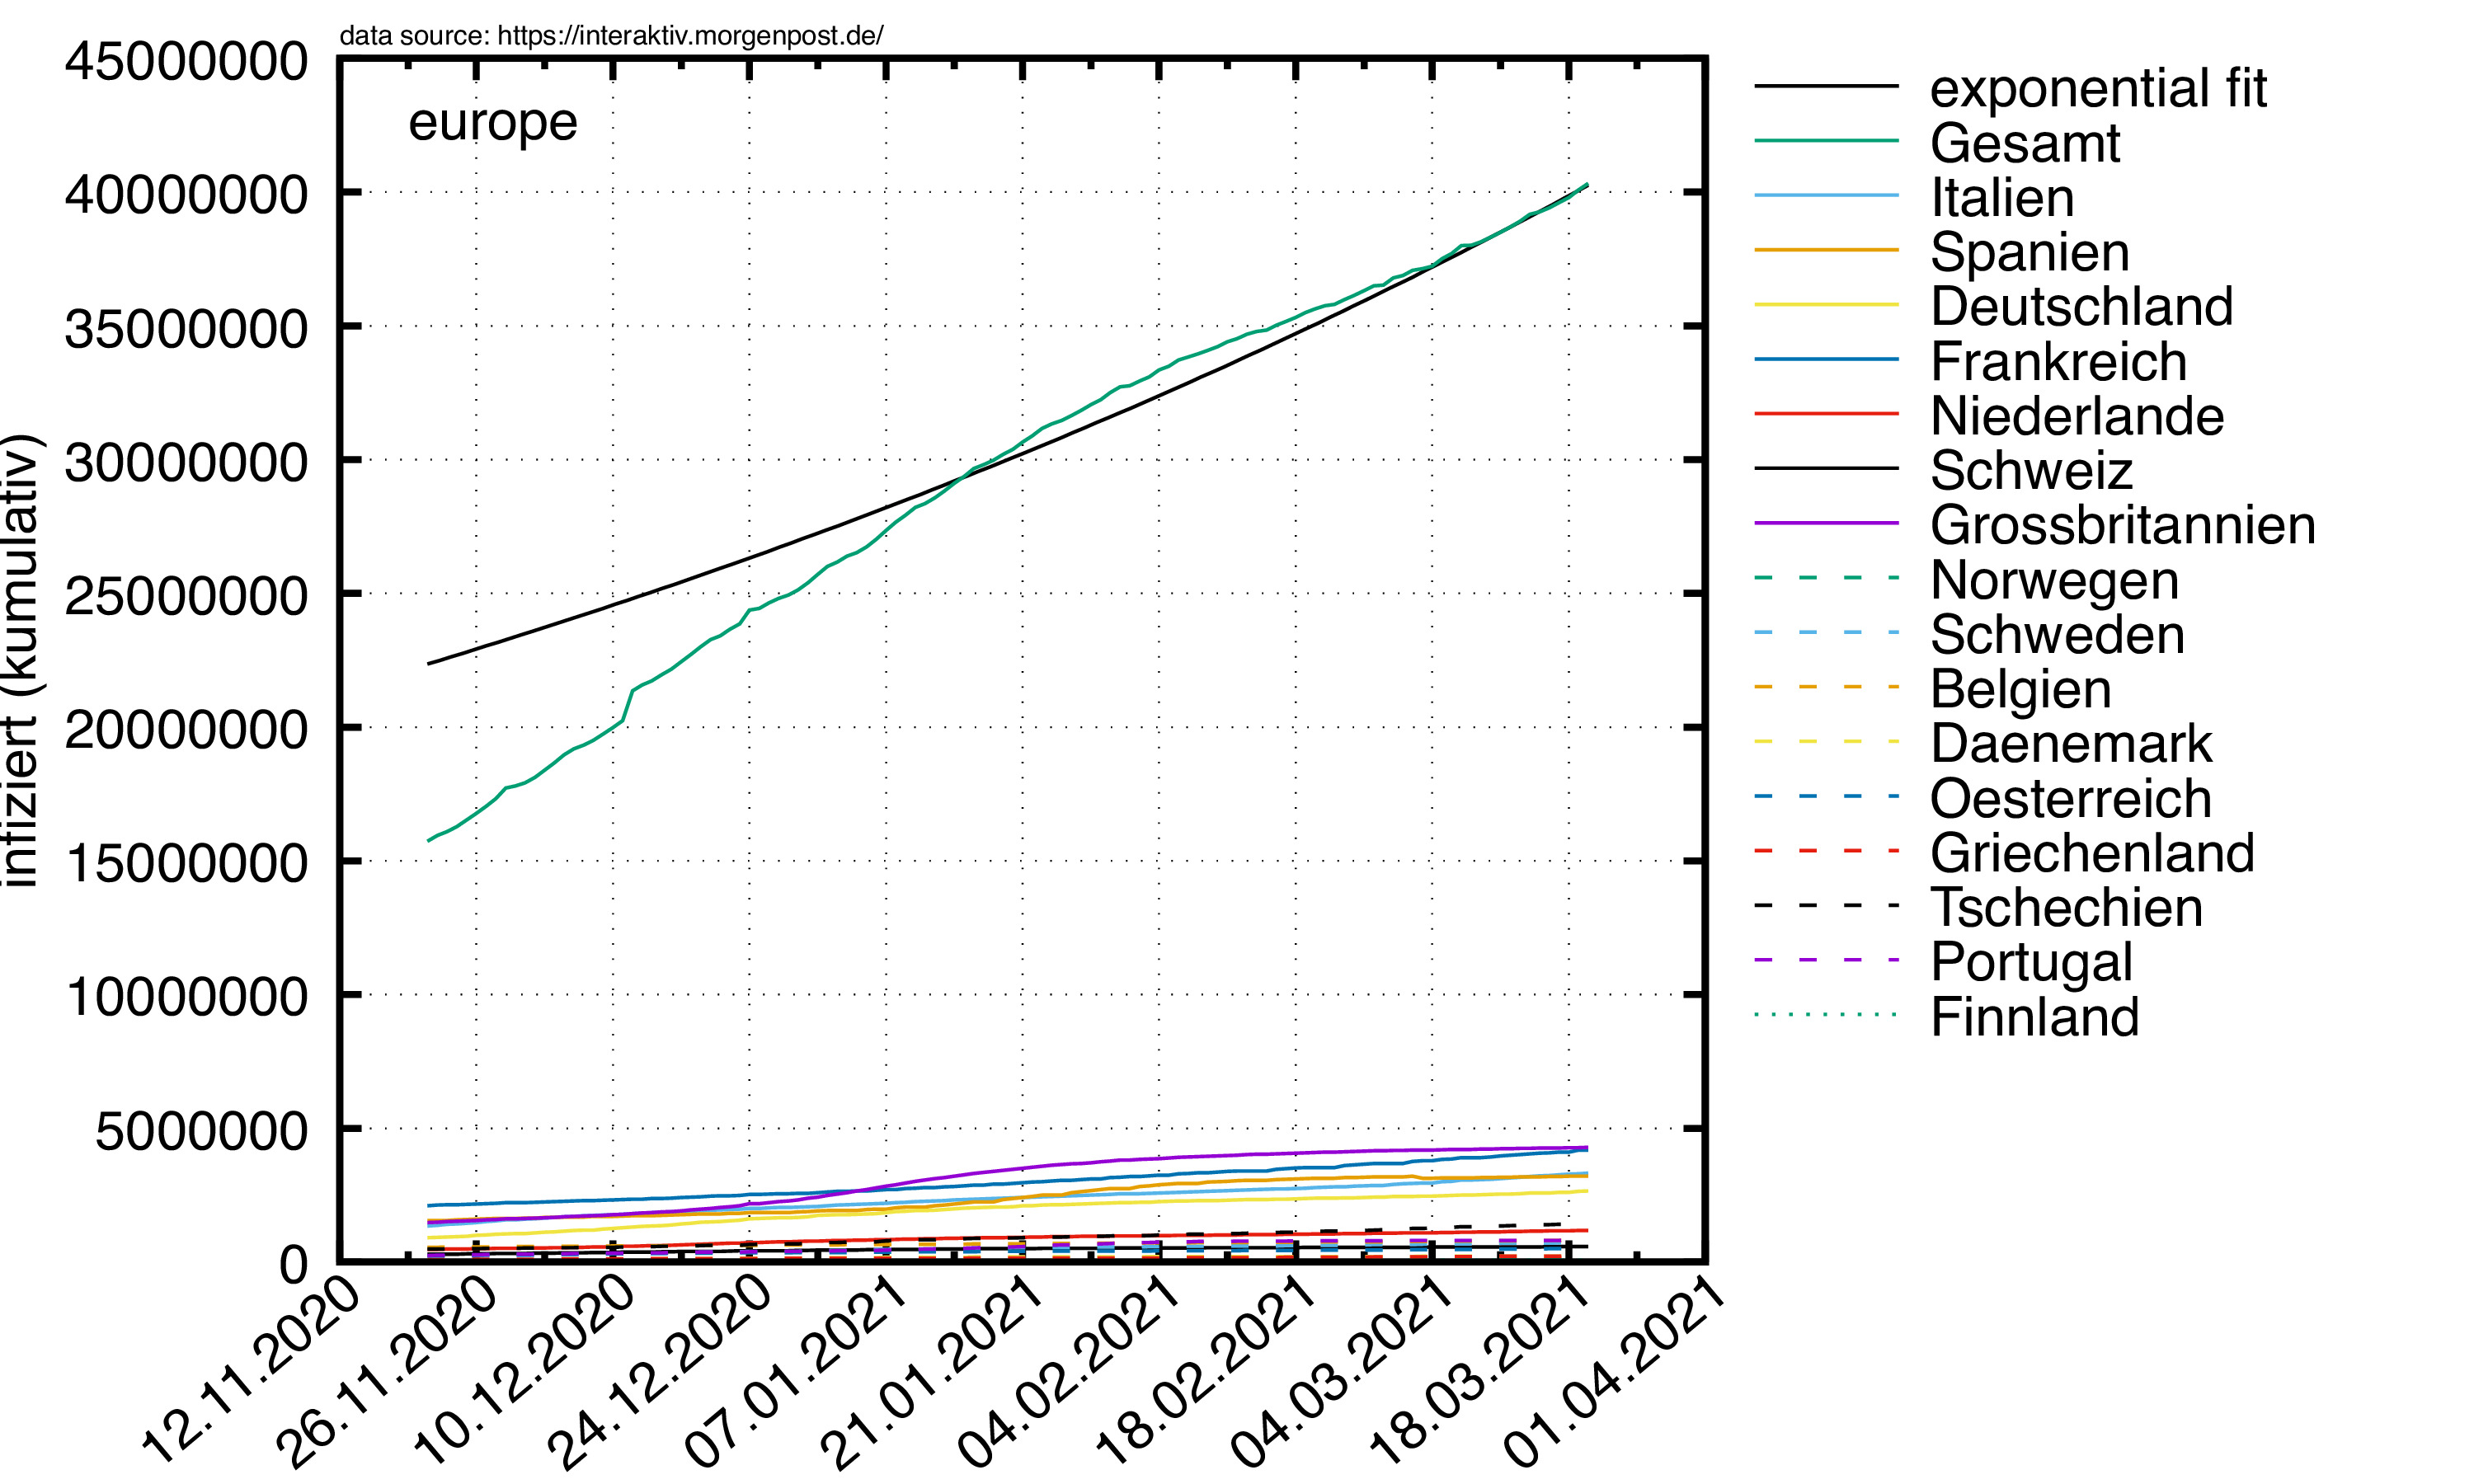 data source: https://interaktiv.morgenpost.de/
europe
infiziert (kumulativ)
45000000
40000000
35000000
30000000
25000000
20000000
15000000
10000000
5000000
0
12.11.2020
26.11.2020
10.12.2020
24.12.2020
07.01.2021
21.01.2021
04.02.2021
18.02.2021
04.03.2021
18.03.2021
01.04.2021
exponential fit
Gesamt
Italien
Spanien
Deutschland
Frankreich
Niederlande
Schweiz
Grossbritannien
Norwegen
Schweden
Belgien
Daenemark
Oesterreich
Griechenland
Tschechien
Portugal
Finnland